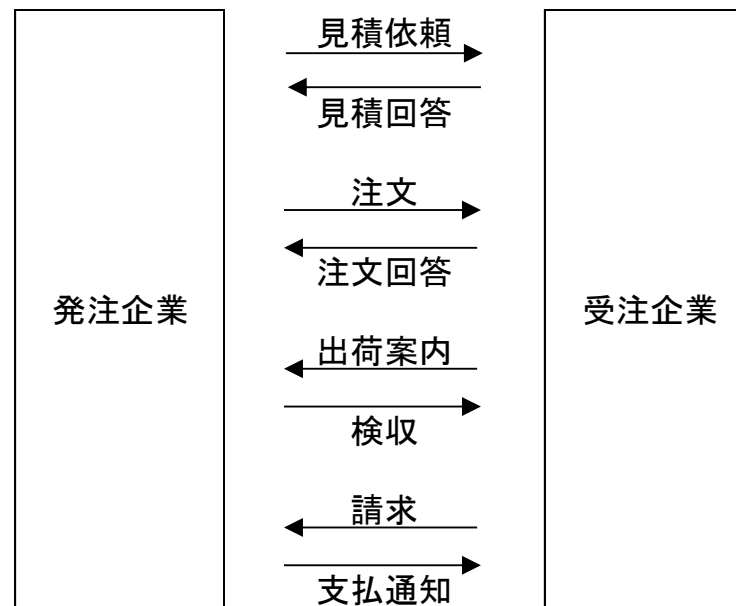 見積依頼
見積回答
注文
注文回答
発注企業
受注企業
出荷案内
検収
請求
支払通知